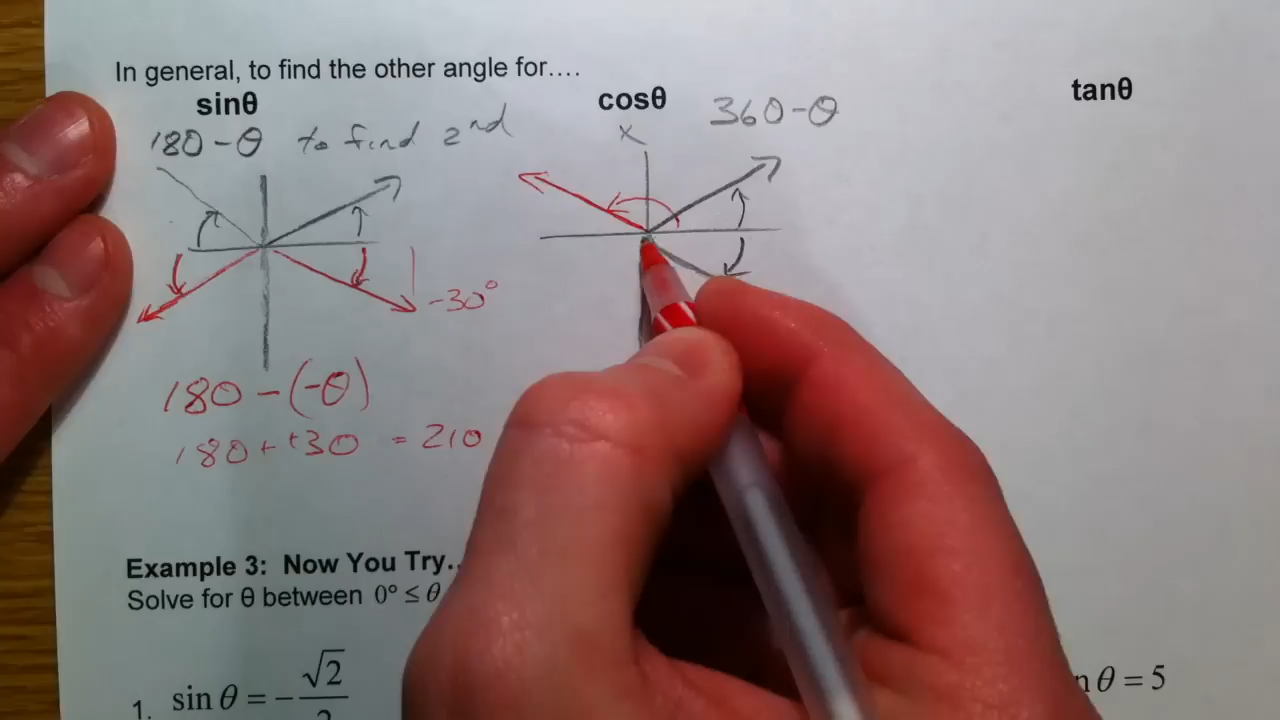 In general, to find the other angle for….
sinθ
cosθ
tanθ
180-θ to find 2nd
x
360-θ
-30°
180-(-θ)
180++30 = 210
Example 3: Now You Try..
Solve for θ between 0° ≤ θ
1. sin θ = - √2
θ = 5